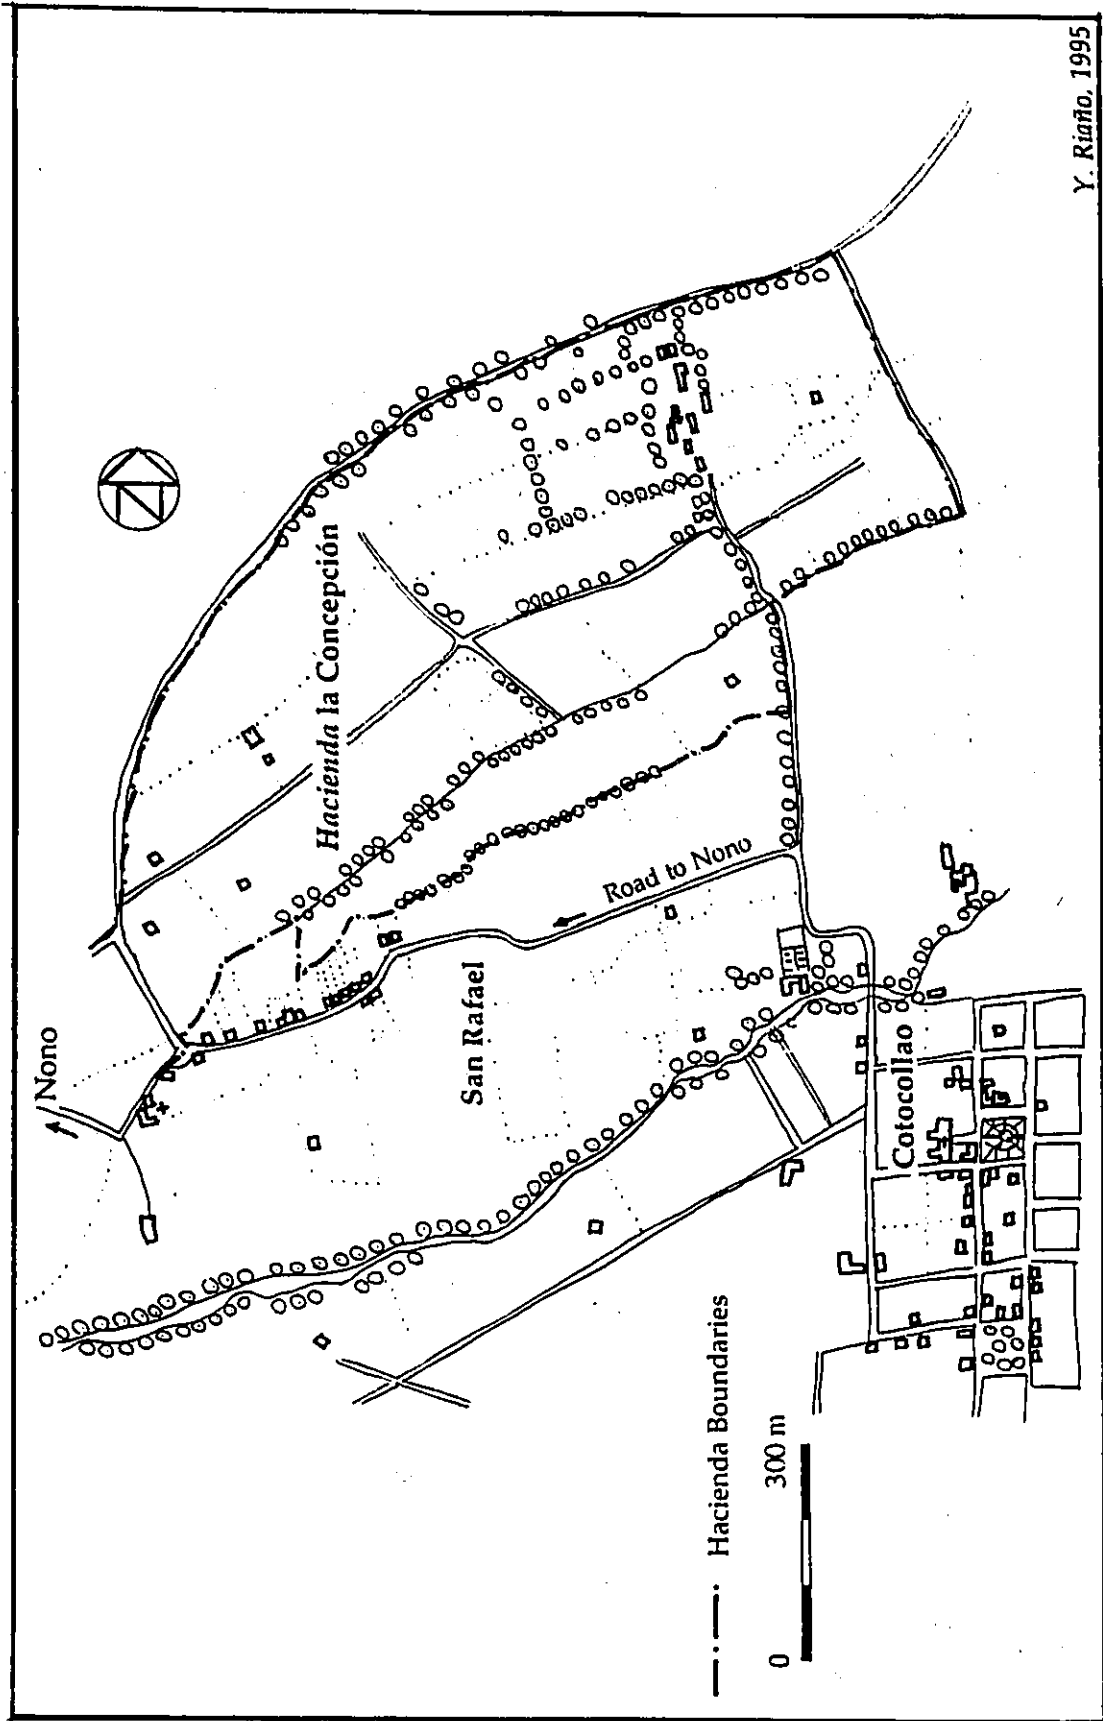 Nono
N
Hacienda la Concepción
Road to Nono
San Rafael
Cotocollao
Hacienda Boundaries
0 300 m
Y. Riaño, 1995